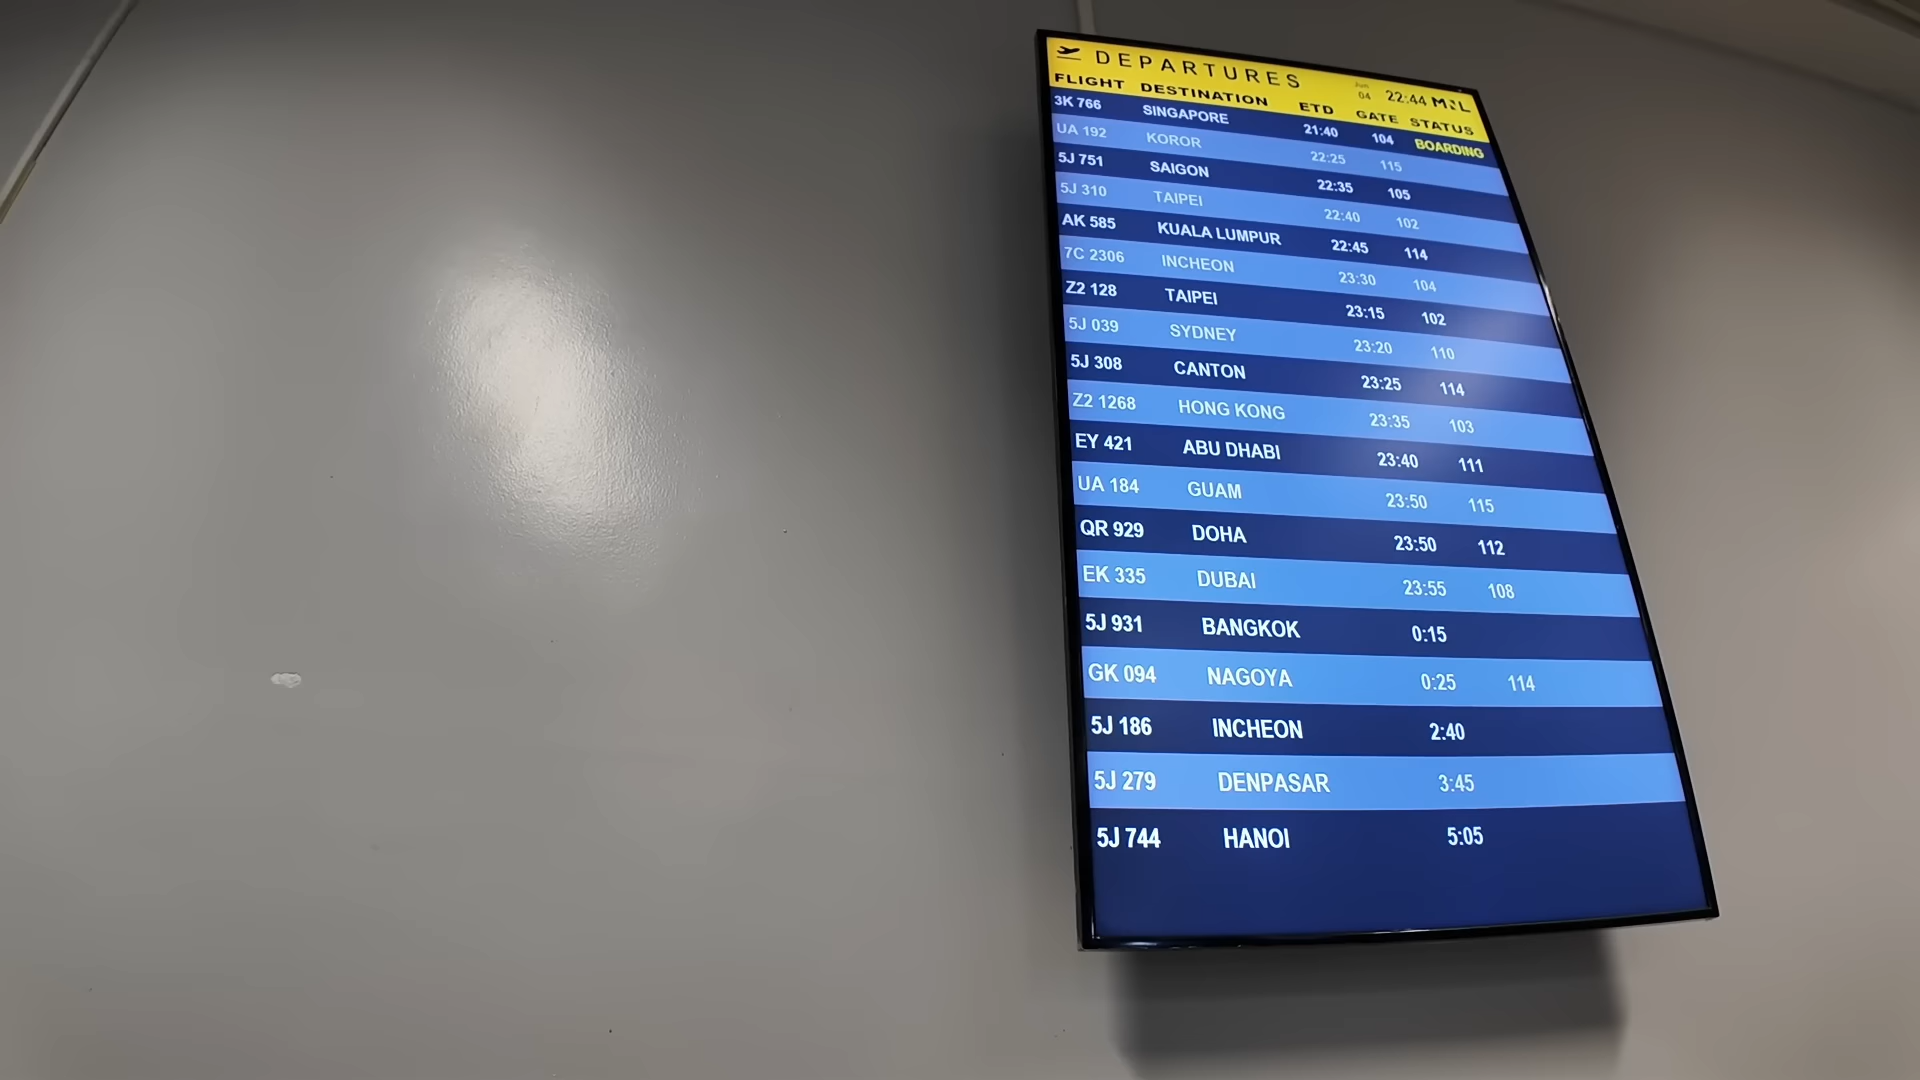 DEPARTURES
Jun 04 22:44 MNL
FLIGHT DESTINATION ETD GATE STATUS
3K 766 SINGAPORE 21:40 104 BOARDING
UA 192 KOROR 22:25 115
5J 751 SAIGON 22:35 105
5J 310 TAIPEI 22:40 102
AK 585 KUALA LUMPUR 22:45 114
7C 2306 INCHEON 23:30 104
Z2 128 TAIPEI 23:15 102
5J 039 SYDNEY 23:20 110
5J 308 CANTON 23:25 114
Z2 1268 HONG KONG 23:35 103
EY 421 ABU DHABI 23:40 111
UA 184 GUAM 23:50 115
QR 929 DOHA 23:50 112
EK 335 DUBAI 23:55 108
5J 931 BANGKOK 0:15
GK 094 NAGOYA 0:25 114
5J 186 INCHEON 2:40
5J 279 DENPASAR 3:45
5J 744 HANOI 5:05